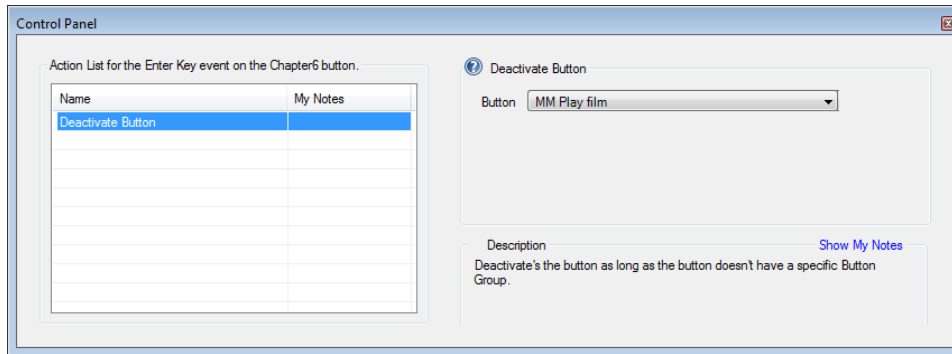 Control Panel
Action List for the Enter Key event on the Chapter6 button.
Name My Notes
Deactivate Button
Deactivate Button
Button MM Play film
Description Show My Notes
Deactivate's the button as long as the button doesn't have a specific Button
Group.